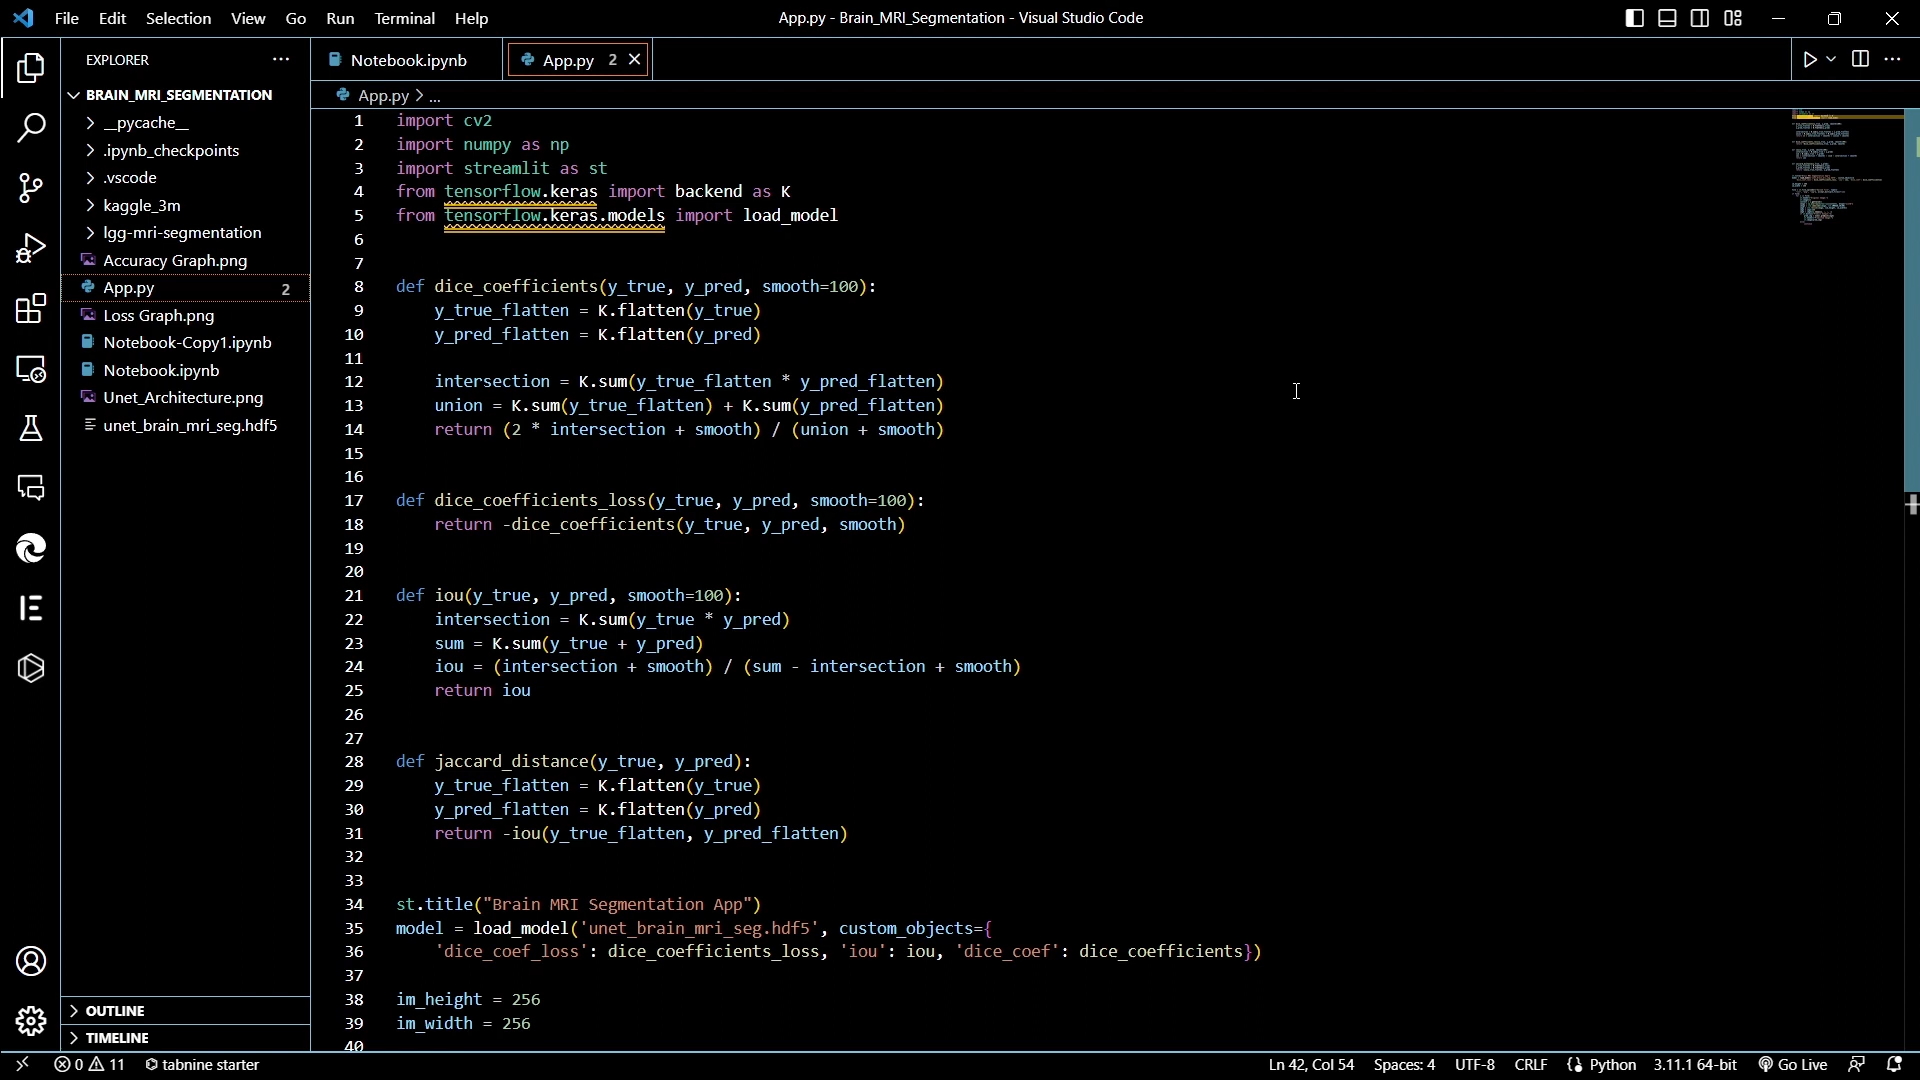 File Edit Selection View Go Run Terminal Help
App.py - Brain_MRI_Segmentation - Visual Studio Code
EXPLORER
BRAIN_MRI_SEGMENTATION
__pycache__
.ipynb_checkpoints
.vscode
kaggle_3m
lgg-mri-segmentation
Accuracy Graph.png
App.py 2
Loss Graph.png
Notebook-Copy1.ipynb
Notebook.ipynb
Unet_Architecture.png
unet_brain_mri_seg.hdf5
OUTLINE
TIMELINE
Notebook.ipynb
App.py 2
App.py > ...
1 import cv2
2 import numpy as np
3 import streamlit as st
4 from tensorflow.keras import backend as K
5 from tensorflow.keras.models import load_model
6
7
8 def dice_coefficients(y_true, y_pred, smooth=100):
9 y_true_flatten = K.flatten(y_true)
10 y_pred_flatten = K.flatten(y_pred)
11
12 intersection = K.sum(y_true_flatten * y_pred_flatten)
13 union = K.sum(y_true_flatten) + K.sum(y_pred_flatten)
14 return (2 * intersection + smooth) / (union + smooth)
15
16
17 def dice_coefficients_loss(y_true, y_pred, smooth=100):
18 return -dice_coefficients(y_true, y_pred, smooth)
19
20
21 def iou(y_true, y_pred, smooth=100):
22 intersection = K.sum(y_true * y_pred)
23 sum = K.sum(y_true + y_pred)
24 iou = (intersection + smooth) / (sum - intersection + smooth)
25 return iou
26
27
28 def jaccard_distance(y_true, y_pred):
29 y_true_flatten = K.flatten(y_true)
30 y_pred_flatten = K.flatten(y_pred)
31 return -iou(y_true_flatten, y_pred_flatten)
32
33
34 st.title("Brain MRI Segmentation App")
35 model = load_model('unet_brain_mri_seg.hdf5', custom_objects={
36 'dice_coef_loss': dice_coefficients_loss, 'iou': iou, 'dice_coef': dice_coefficients})
37
38 im_height = 256
39 im_width = 256
40
0 11 tabnine starter
Ln 42, Col 54 Spaces: 4 UTF-8 CRLF Python 3.11.1 64-bit Go Live